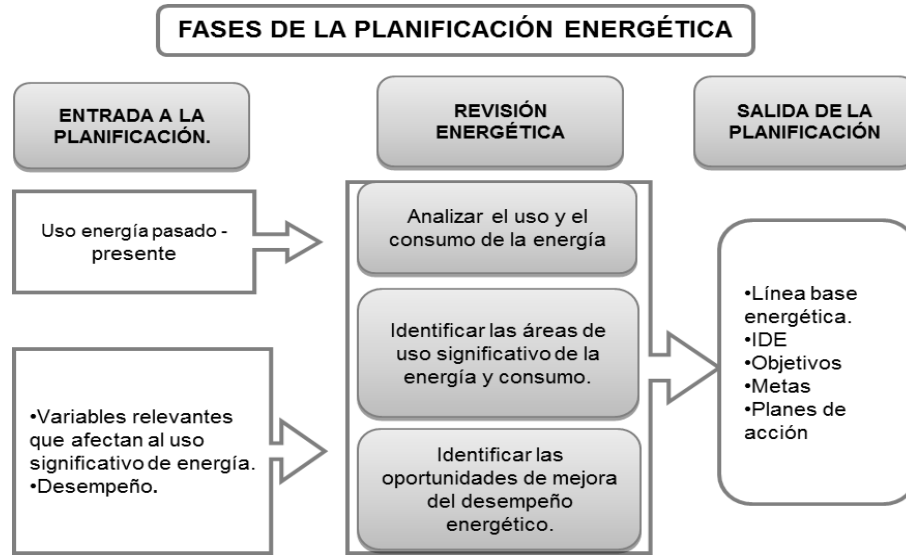 FASES DE LA PLANIFICACIÓN ENERGÉTICA
ENTRADA A LA
PLANIFICACIÓN.
REVISIÓN
ENERGÉTICA
SALIDA DE LA
PLANIFICACIÓN
Uso energía pasado -
presente
•Variables relevantes
que afectan al uso
significativo de energía.
•Desempeño.
Analizar el uso y el
consumo de la energía
Identificar las áreas de
uso significativo de la
energía y consumo.
Identificar las
oportunidades de mejora
del desempeño
energético.
•Línea base
energética.
•IDE
•Objetivos
•Metas
•Planes de
acción